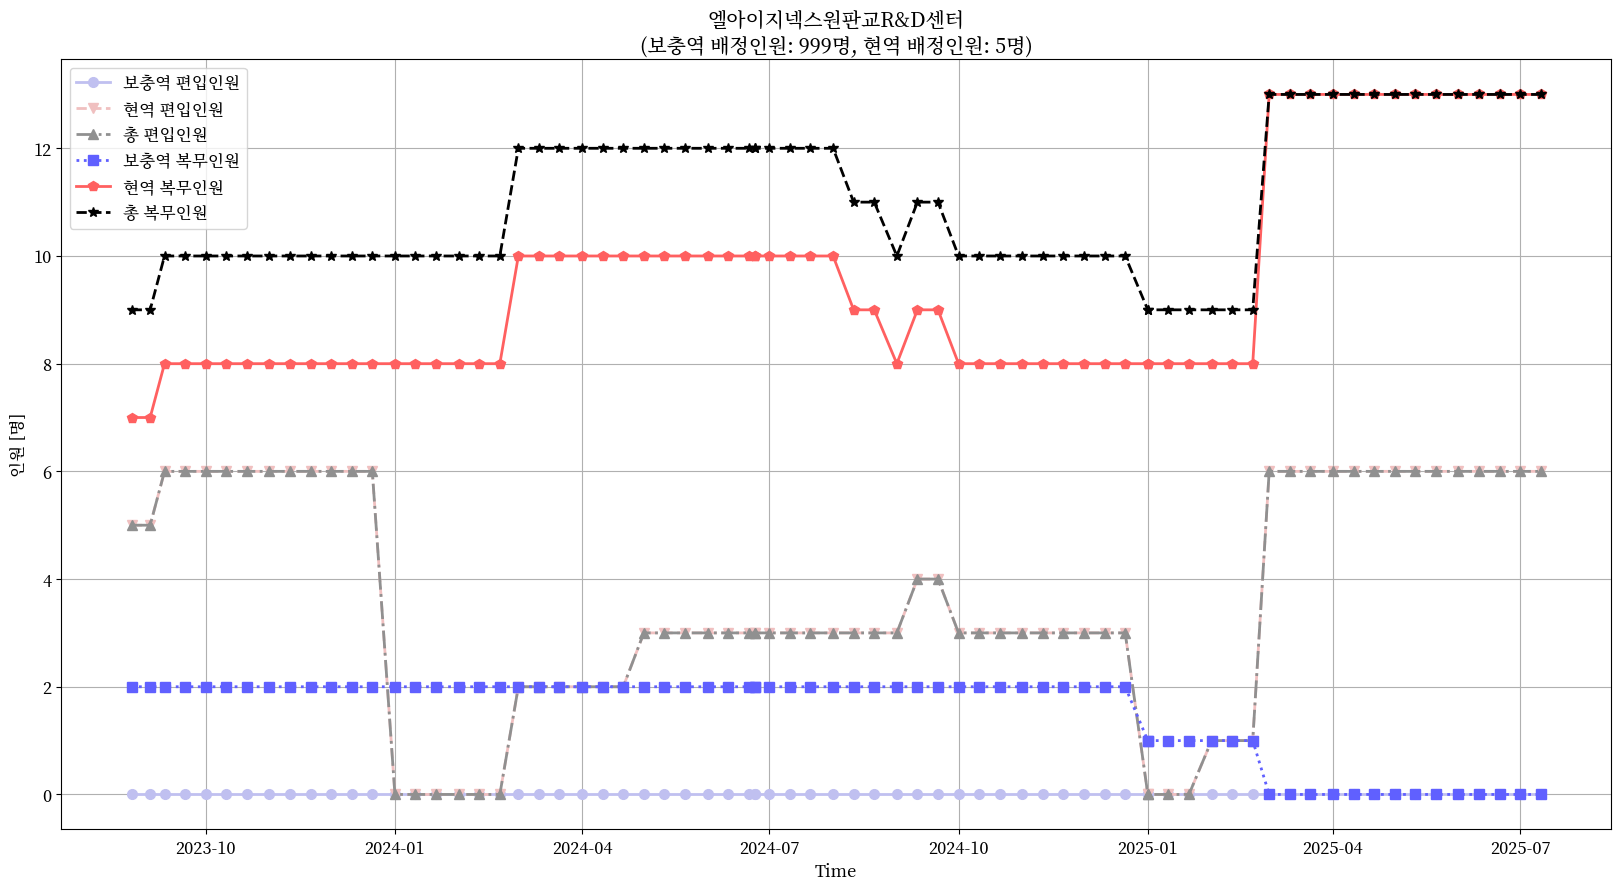 엘아이지넥스원판교R&D센터
(보충역 배정인원: 999명, 현역 배정인원: 5명)
보충역 편입인원
현역 편입인원
총 편입인원
보충역 복무인원
현역 복무인원
총 복무인원
인원 [명]
12
10
8
6
4
2
0
2023-10
2024-01
2024-04
2024-07
2024-10
2025-01
2025-04
2025-07
Time